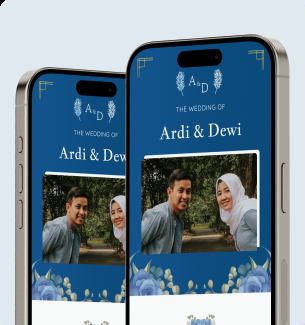 A&D
THE WEDDING OF
Ardi & Dew
A&D
THE WEDDING OF
Ardi & Dewi